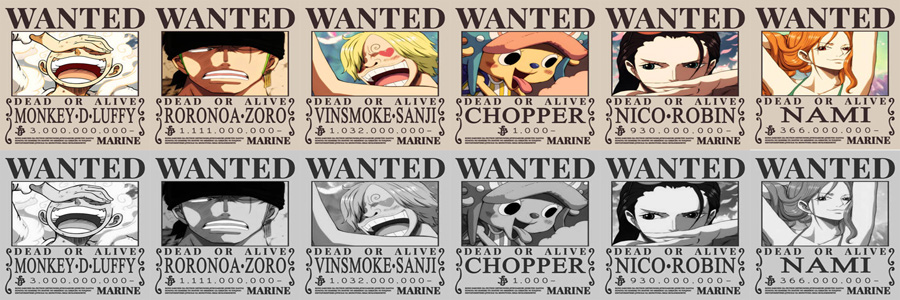 WANTED
DEAD OR ALIVE
MONKEY•D•LUFFY
3.000.000.000-
MARINE
WANTED
DEAD OR ALIVE
RORONOA•ZORO
1.111.000.000-
MARINE
WANTED
DEAD OR ALIVE
VINSMOKE•SANJI
1.032.000.000-
MARINE
WANTED
DEAD OR ALIVE
CHOPPER
1.000-
MARINE
WANTED
DEAD OR ALIVE
NICO•ROBIN
930.000.000-
MARINE
WANTED
DEAD OR ALIVE
NAMI
366.000.000-
MARINE
WANTED
DEAD OR ALIVE
MONKEY•D•LUFFY
3.000.000.000-
MARINE
WANTED
DEAD OR ALIVE
RORONOA•ZORO
1.111.000.000-
MARINE
WANTED
DEAD OR ALIVE
VINSMOKE•SANJI
1.032.000.000-
MARINE
WANTED
DEAD OR ALIVE
CHOPPER
1.000-
MARINE
WANTED
DEAD OR ALIVE
NICO•ROBIN
930.000.000-
MARINE
WANTED
DEAD OR ALIVE
NAMI
366.000.000-
MARINE